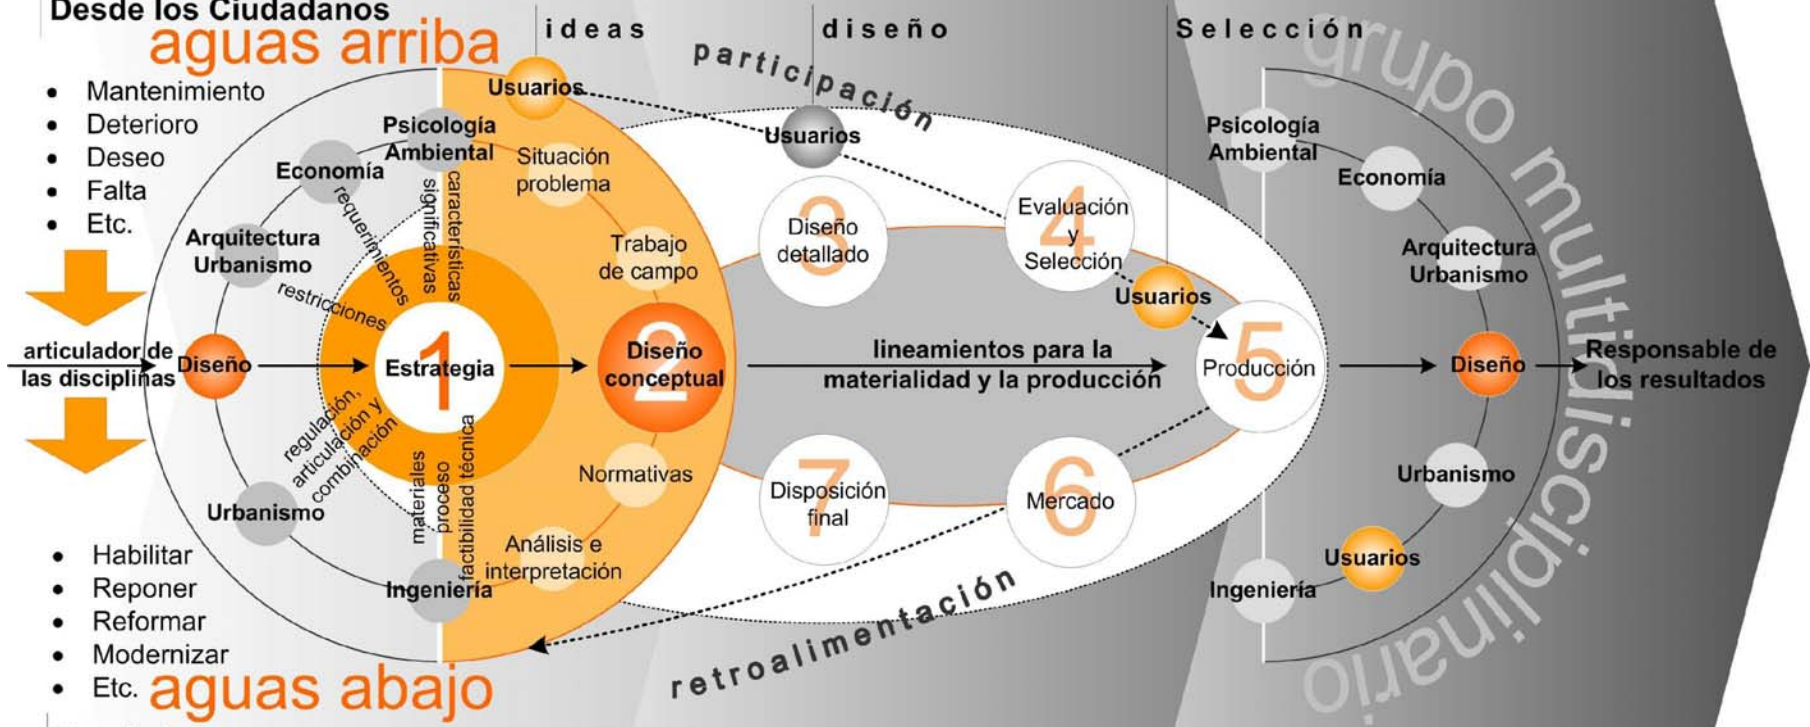 Desde los Ciudadanos
aguas arriba
Mantenimiento
Deterioro
Deseo
Falta
Etc.
articulador de
las disciplinas
Habilitar
Reponer
Reformar
Modernizar
Etc.
aguas abajo
Psicología
Ambiental
Economía
Arquitectura
Urbanismo
Diseño
Urbanismo
Ingeniería
características
significativas
requerimientos
restricciones
regulación,
articulación y
combinación
materiales
proceso
factibilidad técnica
1
Estrategia
ideas
Usuarios
Situación
problema
Trabajo
de campo
2
Diseño
conceptual
Normativas
Análisis e
interpretación
participación
diseño
Usuarios
3
Diseño
detallado
4
Evaluación
y
Selección
Usuarios
lineamientos para la
materialidad y la producción
5
Producción
6
Mercado
7
Disposición
final
retroalimentación
Selección
Psicología
Ambiental
Economía
Arquitectura
Urbanismo
Diseño
Urbanismo
Usuarios
Ingeniería
grupo multidisciplinario
Responsable de
los resultados